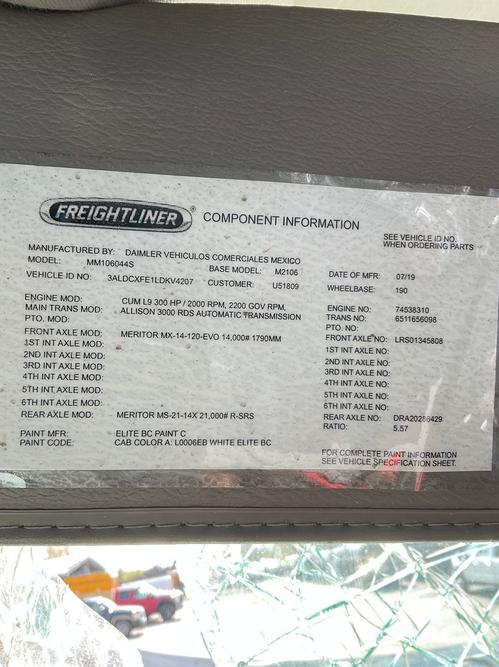 FREIGHTLINER® COMPONENT INFORMATION
SEE VEHICLE ID NO.
WHEN ORDERING PARTS
MANUFACTURED BY: DAIMLER VEHICULOS COMERCIALES MEXICO
MODEL: MM106044S BASE MODEL: M2106 DATE OF MFR: 07/19
VEHICLE ID NO: 3ALDCXFE1LDKV4207 CUSTOMER: U51809 WHEELBASE: 190
ENGINE MOD: CUM L9 300 HP / 2000 RPM, 2200 GOV RPM, ENGINE NO: 74538310
MAIN TRANS MOD: ALLISON 3000 RDS AUTOMATIC TRANSMISSION TRANS NO: 6511656098
PTO. MOD: PTO. NO:
FRONT AXLE MOD: MERITOR MX-14-120-EVO 14,000# 1790MM FRONT AXLE NO: LRS01345808
1ST INT AXLE MOD: 1ST INT AXLE NO:
2ND INT AXLE MOD: 2ND INT AXLE NO:
3RD INT AXLE MOD: 3RD INT AXLE NO:
4TH INT AXLE MOD: 4TH INT AXLE NO:
5TH INT AXLE MOD: 5TH INT AXLE NO:
6TH INT AXLE MOD: 6TH INT AXLE NO:
REAR AXLE MOD: MERITOR MS-21-14X 21,000# R-SRS REAR AXLE NO: DRA20286429
RATIO: 5.57
PAINT MFR: ELITE BC PAINT C
PAINT CODE: CAB COLOR A: L0006EB WHITE ELITE BC
FOR COMPLETE PAINT INFORMATION
SEE VEHICLE SPECIFICATION SHEET.